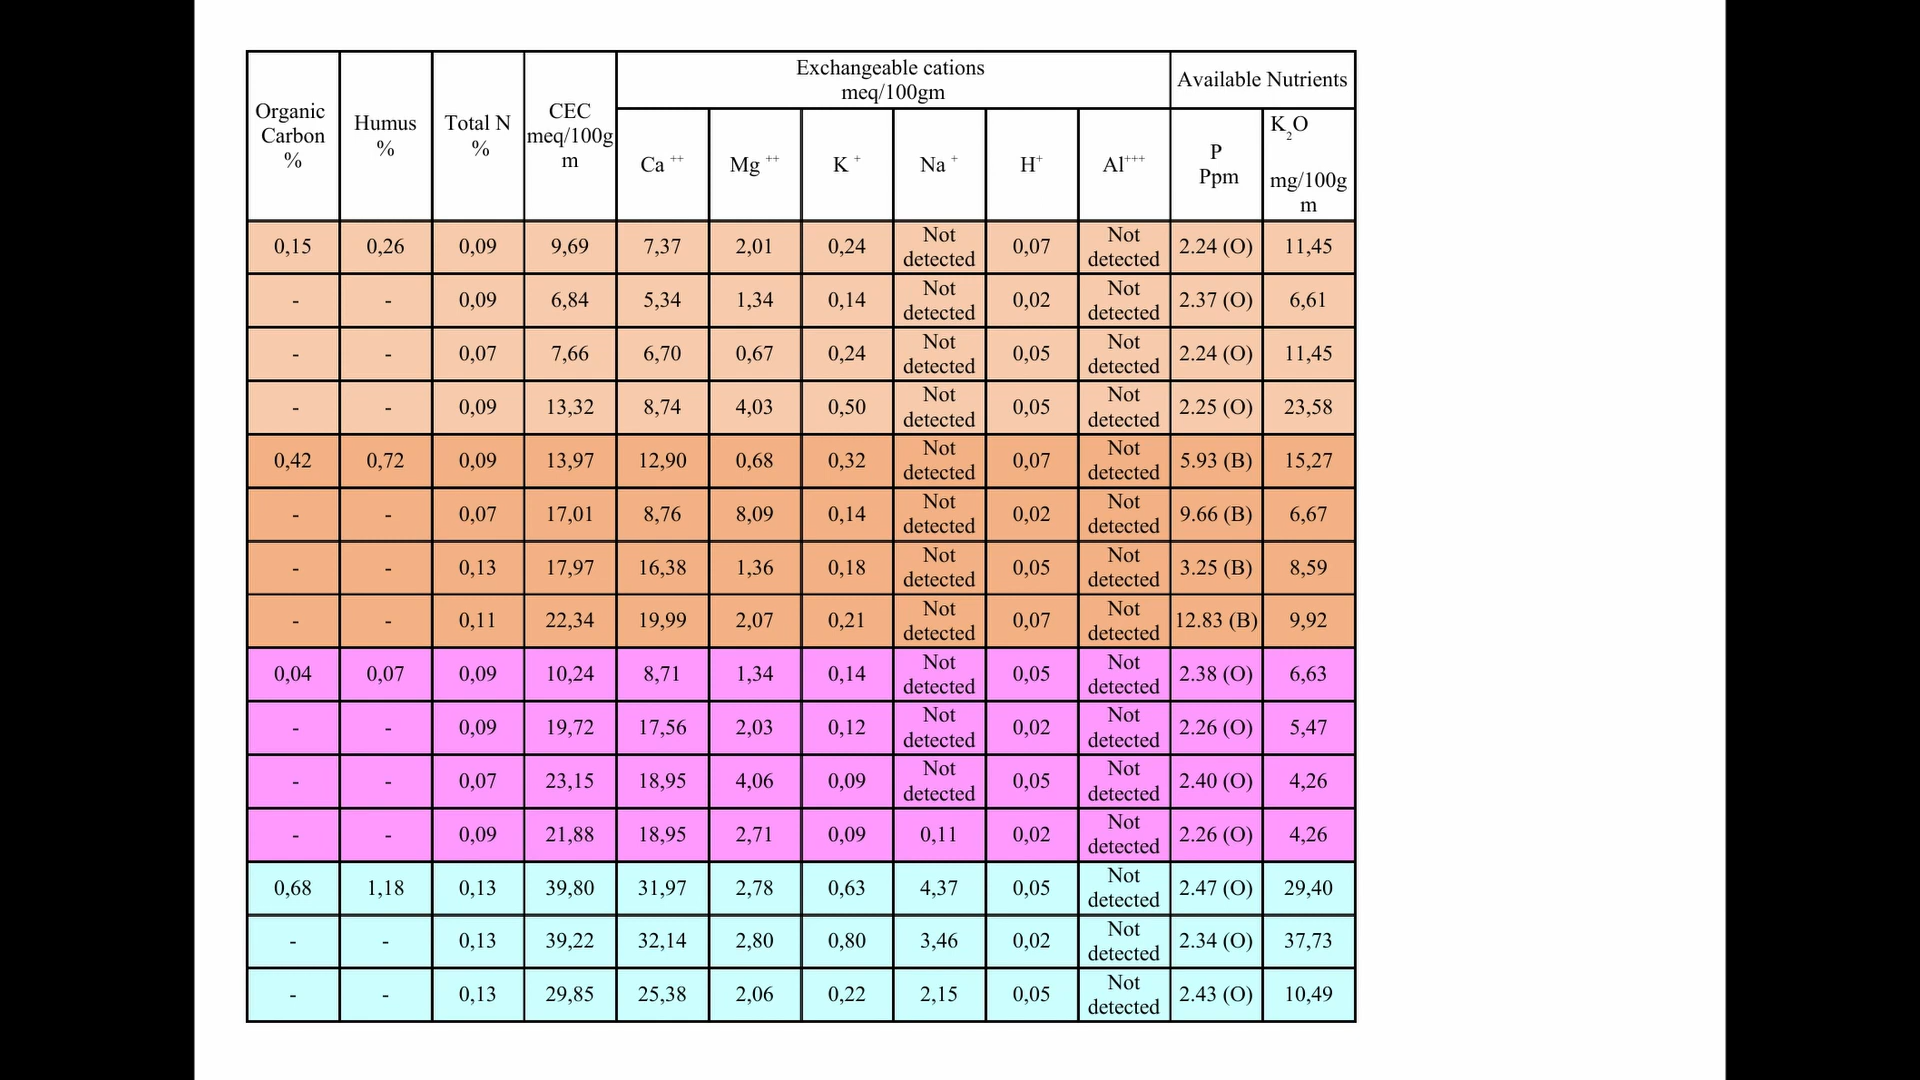 Exchangeable cations
meq/100gm
Available Nutrients
Organic
Carbon
%
Humus
%
Total N
%
CEC
meq/100g
m
Ca ++
Mg ++
K +
Na +
H+
Al+++
P
Ppm
K2O
mg/100g
m
0,15 0,26 0,09 9,69 7,37 2,01 0,24 Not detected 0,07 Not detected 2.24 (O) 11,45
- - 0,09 6,84 5,34 1,34 0,14 Not detected 0,02 Not detected 2.37 (O) 6,61
- - 0,07 7,66 6,70 0,67 0,24 Not detected 0,05 Not detected 2.24 (O) 11,45
- - 0,09 13,32 8,74 4,03 0,50 Not detected 0,05 Not detected 2.25 (O) 23,58
0,42 0,72 0,09 13,97 12,90 0,68 0,32 Not detected 0,07 Not detected 5.93 (B) 15,27
- - 0,07 17,01 8,76 8,09 0,14 Not detected 0,02 Not detected 9.66 (B) 6,67
- - 0,13 17,97 16,38 1,36 0,18 Not detected 0,05 Not detected 3.25 (B) 8,59
- - 0,11 22,34 19,99 2,07 0,21 Not detected 0,07 Not detected 12.83 (B) 9,92
0,04 0,07 0,09 10,24 8,71 1,34 0,14 Not detected 0,05 Not detected 2.38 (O) 6,63
- - 0,09 19,72 17,56 2,03 0,12 Not detected 0,02 Not detected 2.26 (O) 5,47
- - 0,07 23,15 18,95 4,06 0,09 Not detected 0,05 Not detected 2.40 (O) 4,26
- - 0,09 21,88 18,95 2,71 0,09 0,11 0,02 Not detected 2.26 (O) 4,26
0,68 1,18 0,13 39,80 31,97 2,78 0,63 4,37 0,05 Not detected 2.47 (O) 29,40
- - 0,13 39,22 32,14 2,80 0,80 3,46 0,02 Not detected 2.34 (O) 37,73
- - 0,13 29,85 25,38 2,06 0,22 2,15 0,05 Not detected 2.43 (O) 10,49